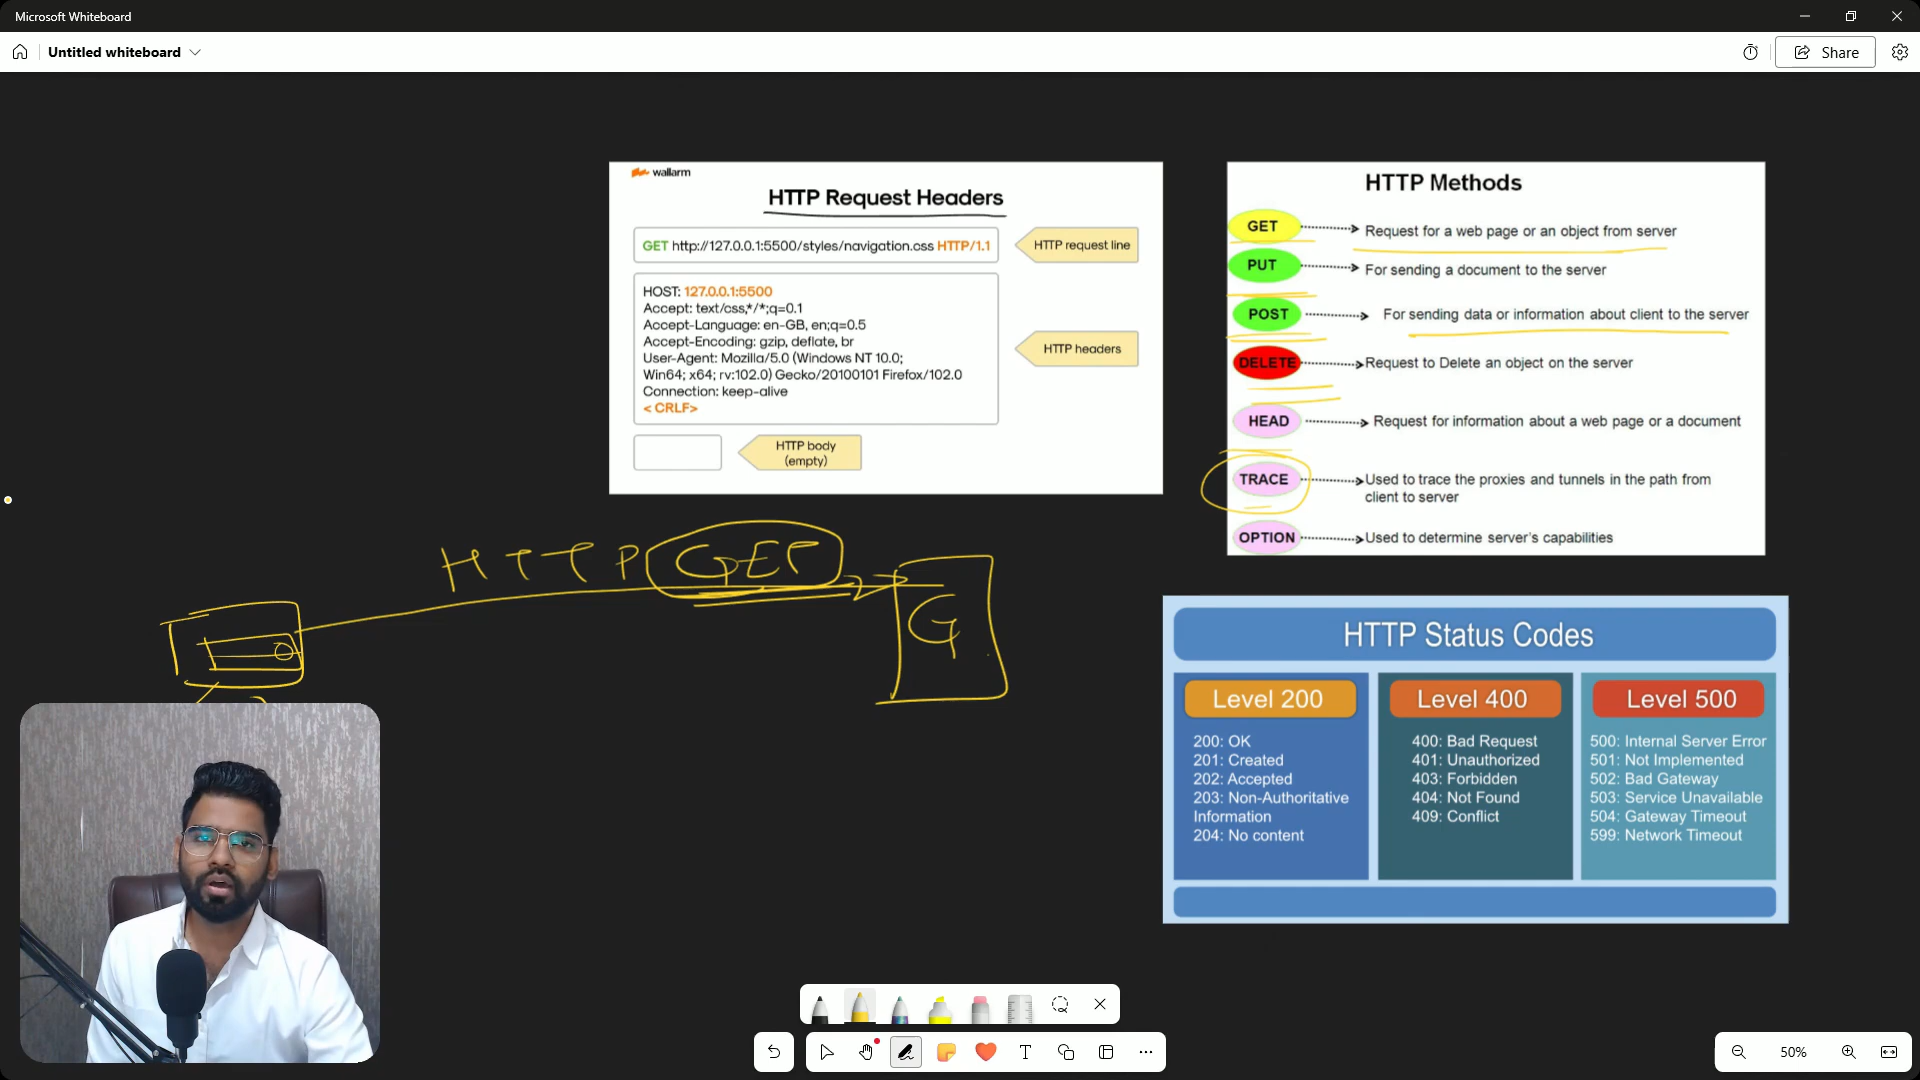 Microsoft Whiteboard
Untitled whiteboard
Share
wallarm
HTTP Request Headers
GET http://127.0.0.1:5500/styles/navigation.css HTTP/1.1
HTTP request line
HOST: 127.0.0.1:5500
Accept: text/css,*/*;q=0.1
Accept-Language: en-GB, en;q=0.5
Accept-Encoding: gzip, deflate, br
User-Agent: Mozilla/5.0 (Windows NT 10.0;
Win64; x64; rv:102.0) Gecko/20100101 Firefox/102.0
Connection: keep-alive
< CRLF>
HTTP headers
HTTP body
(empty)
HTTP Methods
GET Request for a web page or an object from server
PUT For sending a document to the server
POST For sending data or information about client to the server
DELETE Request to Delete an object on the server
HEAD Request for information about a web page or a document
TRACE Used to trace the proxies and tunnels in the path from
client to server
OPTION Used to determine server's capabilities
HTTP GET
G
HTTP Status Codes
Level 200
200: OK
201: Created
202: Accepted
203: Non-Authoritative
Information
204: No content
Level 400
400: Bad Request
401: Unauthorized
403: Forbidden
404: Not Found
409: Conflict
Level 500
500: Internal Server Error
501: Not Implemented
502: Bad Gateway
503: Service Unavailable
504: Gateway Timeout
599: Network Timeout
50%